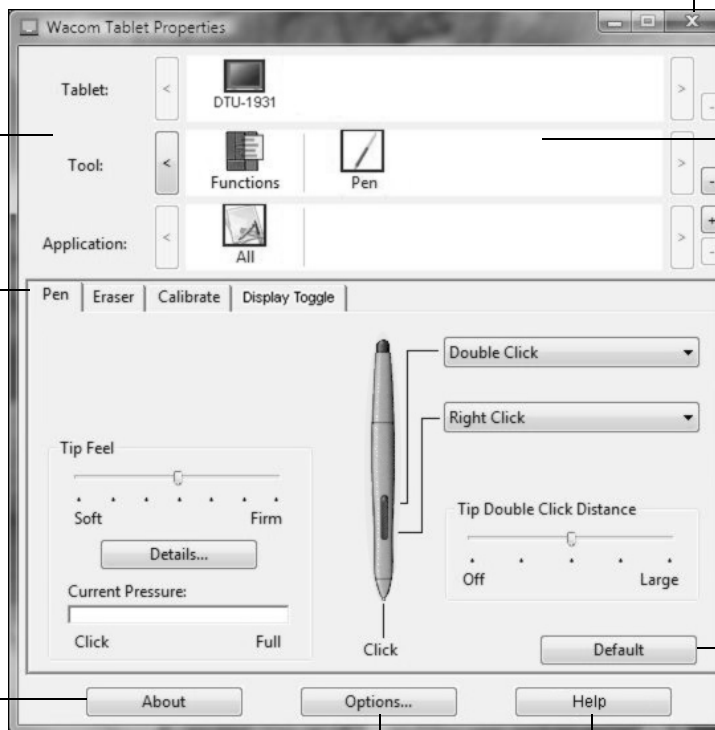 Wacom Tablet Properties
Tablet:
DTU-1931
Tool:
Functions
Pen
Application:
All
Pen Eraser Calibrate Display Toggle
Double Click
Right Click
Tip Feel
Soft Firm
Details...
Current Pressure:
Click Full
Click
Tip Double Click Distance
Off Large
Default
About Options... Help